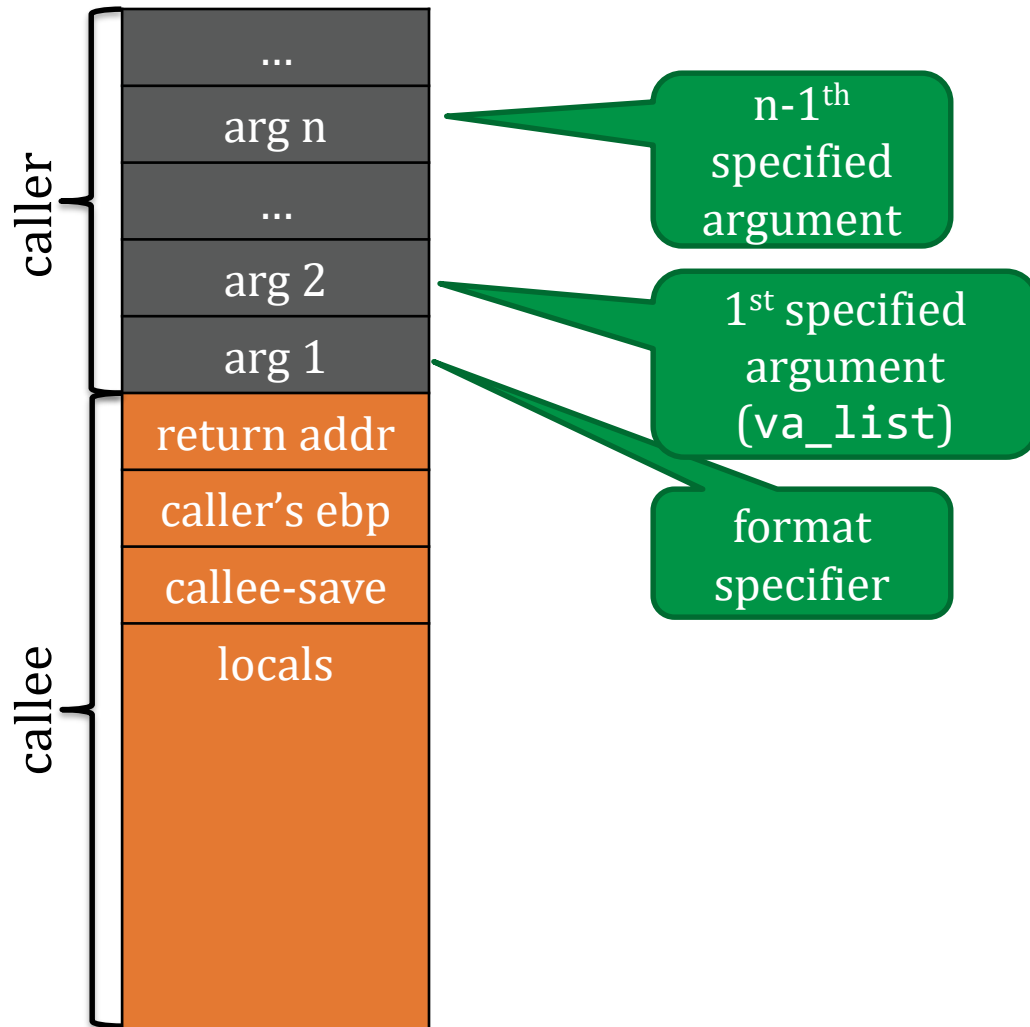 caller
…
arg n
…
arg 2
arg 1
n-1th
specified
argument
1st specified
argument
(va_list)
format
specifier
callee
return addr
caller’s ebp
callee-save
locals